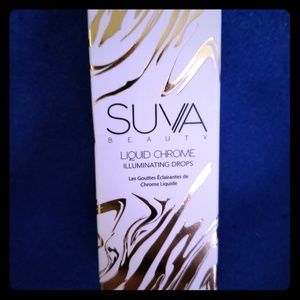 SUVA
BEAUTY
LIQUID CHROME
ILLUMINATING DROPS
Les Gouttes Éclairantes de
Chrome Liquide